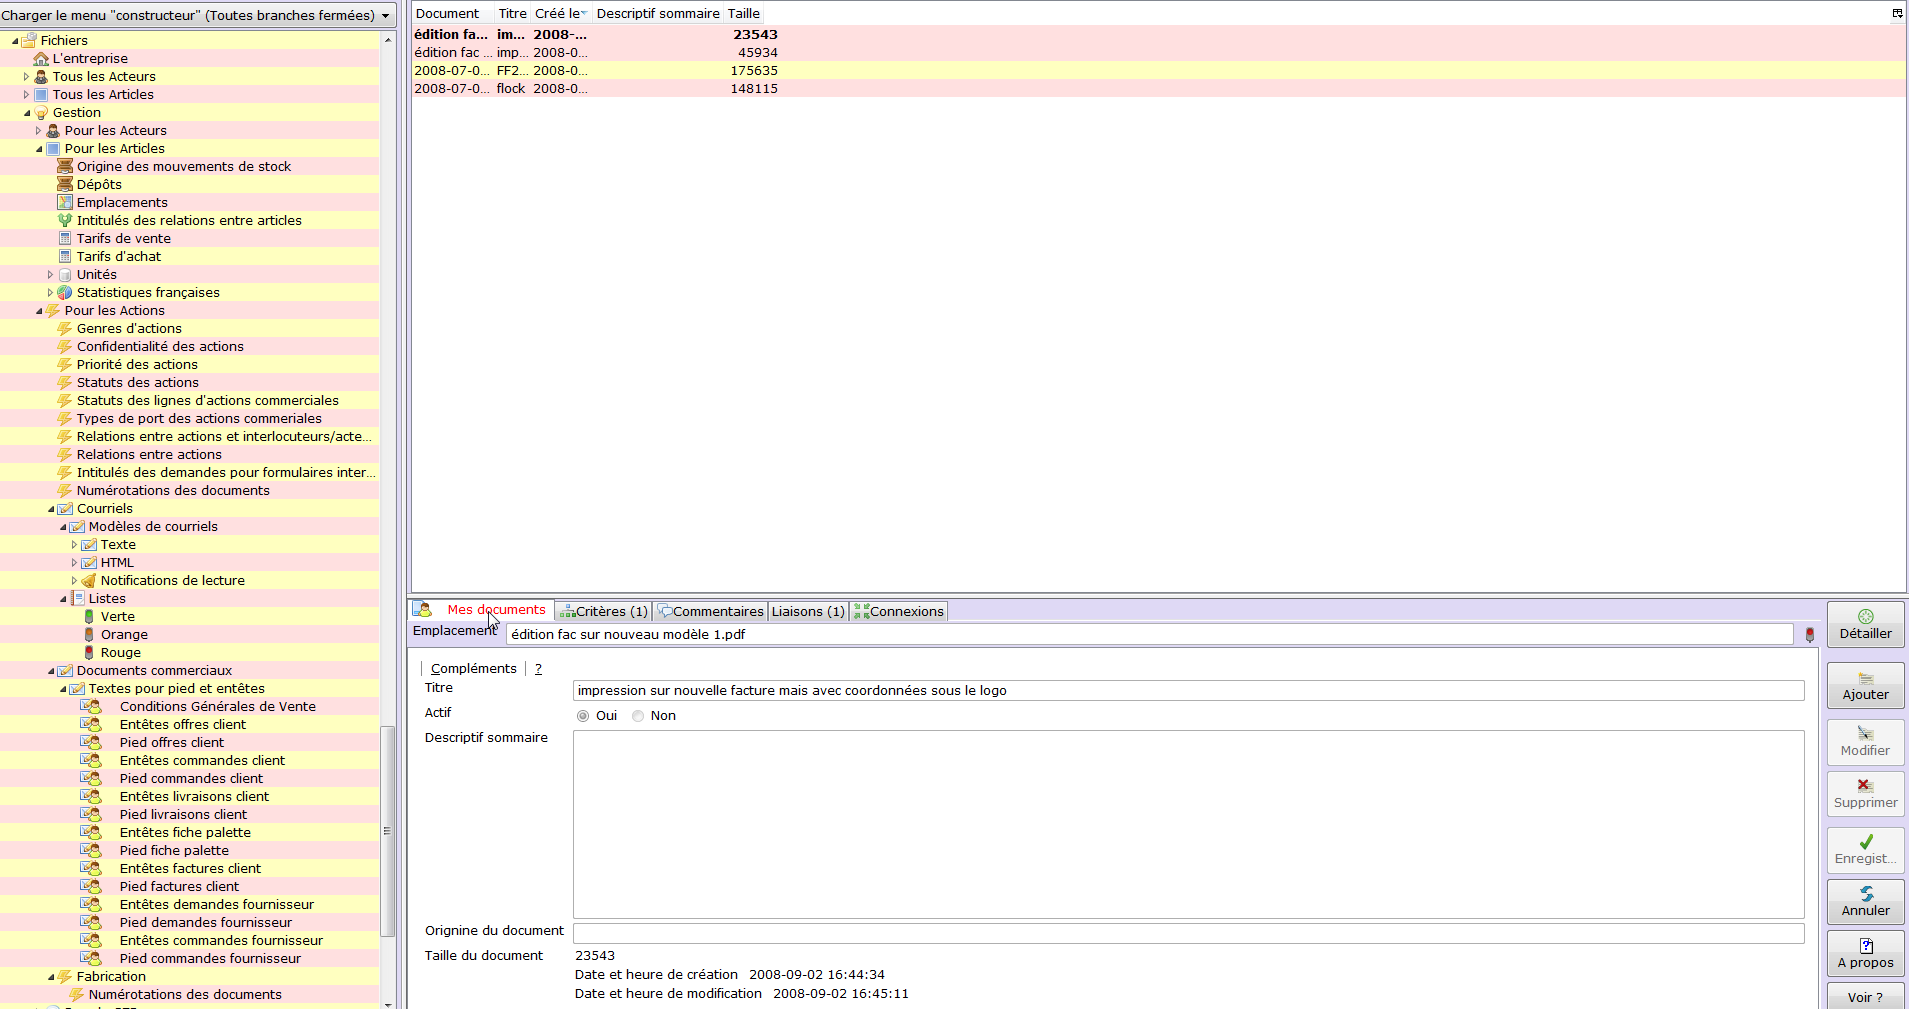 Charger le menu "constructeur" (Toutes branches fermées)
Fichiers
L'entreprise
Tous les Acteurs
Tous les Articles
Gestion
Pour les Acteurs
Pour les Articles
Origine des mouvements de stock
Dépôts
Emplacements
Intitulés des relations entre articles
Tarifs de vente
Tarifs d'achat
Unités
Statistiques françaises
Pour les Actions
Genres d'actions
Confidentialité des actions
Priorité des actions
Statuts des actions
Statuts des lignes d'actions commerciales
Types de port des actions commeriales
Relations entre actions et interlocuteurs/acte...
Relations entre actions
Intitulés des demandes pour formulaires inter...
Numérotations des documents
Courriels
Modèles de courriels
Texte
HTML
Notifications de lecture
Listes
Verte
Orange
Rouge
Documents commerciaux
Textes pour pied et entêtes
Conditions Générales de Vente
Entêtes offres client
Pied offres client
Entêtes commandes client
Pied commandes client
Entêtes livraisons client
Pied livraisons client
Entêtes fiche palette
Pied fiche palette
Entêtes factures client
Pied factures client
Entêtes demandes fournisseur
Pied demandes fournisseur
Entêtes commandes fournisseur
Pied commandes fournisseur
Fabrication
Numérotations des documents
Document Titre Créé le Descriptif sommaire Taille
édition fa... im... 2008-... 23543
édition fac ... imp... 2008-0... 45934
2008-07-0... FF2... 2008-0... 175635
2008-07-0... flock 2008-0... 148115
Mes documents Critères (1) Commentaires Liaisons (1) Connexions
Emplacement édition fac sur nouveau modèle 1.pdf
Compléments ?
Titre impression sur nouvelle facture mais avec coordonnées sous le logo
Actif Oui Non
Descriptif sommaire
Orignine du document
Taille du document 23543
Date et heure de création 2008-09-02 16:44:34
Date et heure de modification 2008-09-02 16:45:11
Détailler
Ajouter
Modifier
Supprimer
Enregist...
Annuler
A propos
Voir ?